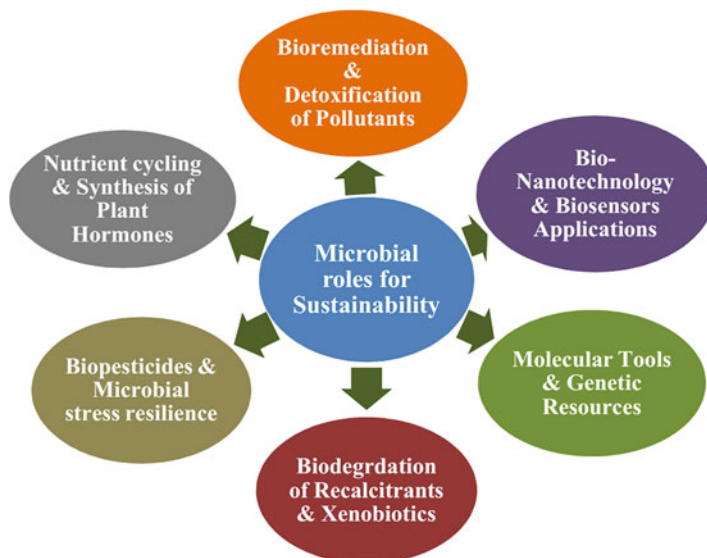 Bioremediation
&
Detoxification
of Pollutants
Nutrient cycling
& Synthesis of
Plant
Hormones
Bio-
Nanotechnology
& Biosensors
Applications
Microbial
roles for
Sustainability
Biopesticides &
Microbial
stress resilience
Molecular Tools
& Genetic
Resources
Biodegrdation
of Recalcitrants
& Xenobiotics